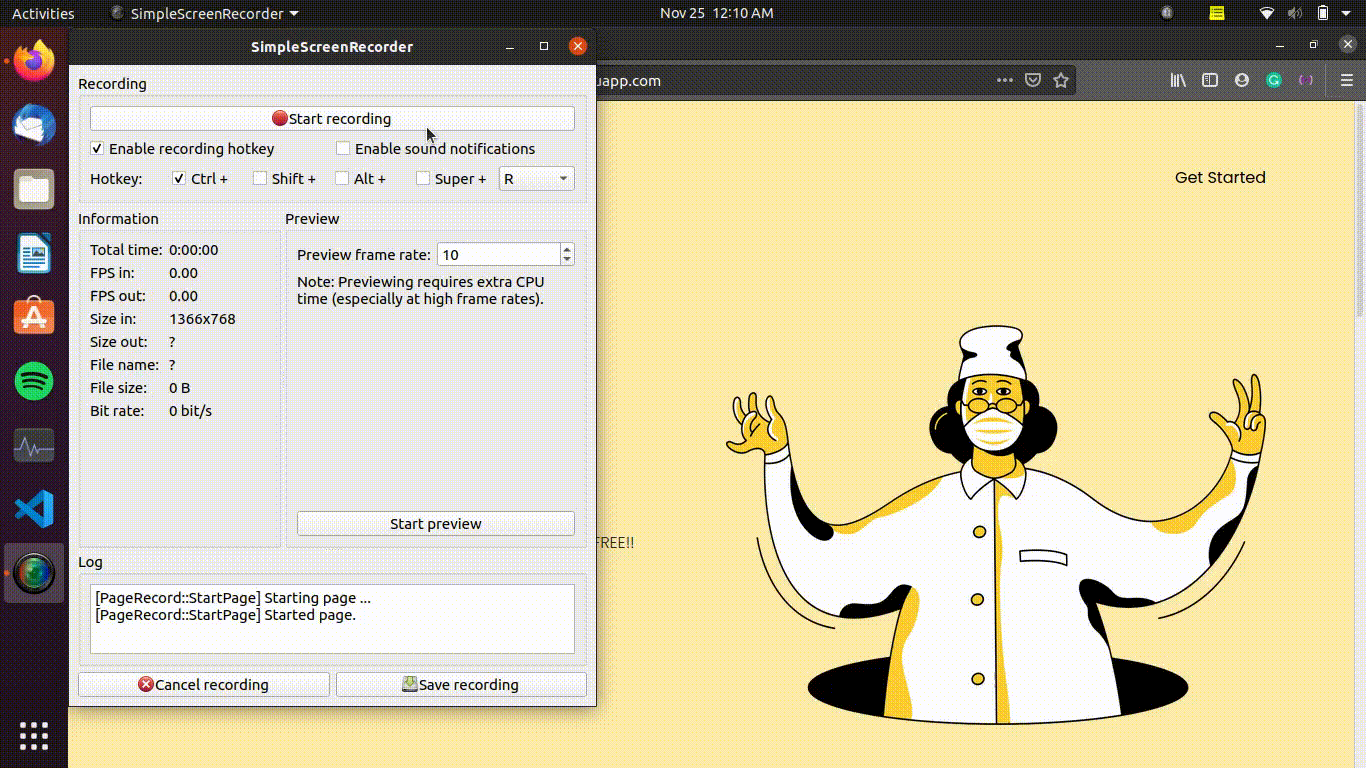 Activities
SimpleScreenRecorder
Nov 25 12:10 AM
SimpleScreenRecorder
uapp.com
Recording
Start recording
Enable recording hotkey
Enable sound notifications
Hotkey:
Ctrl +
Shift +
Alt +
Super +
R
Get Started
Information
Preview
Total time: 0:00:00
FPS in: 0.00
FPS out: 0.00
Size in: 1366x768
Size out: ?
File name: ?
File size: 0 B
Bit rate: 0 bit/s
Preview frame rate: 10
Note: Previewing requires extra CPU
time (especially at high frame rates).
Start preview
FREE!!
Log
[PageRecord::StartPage] Starting page ...
[PageRecord::StartPage] Started page.
Cancel recording
Save recording